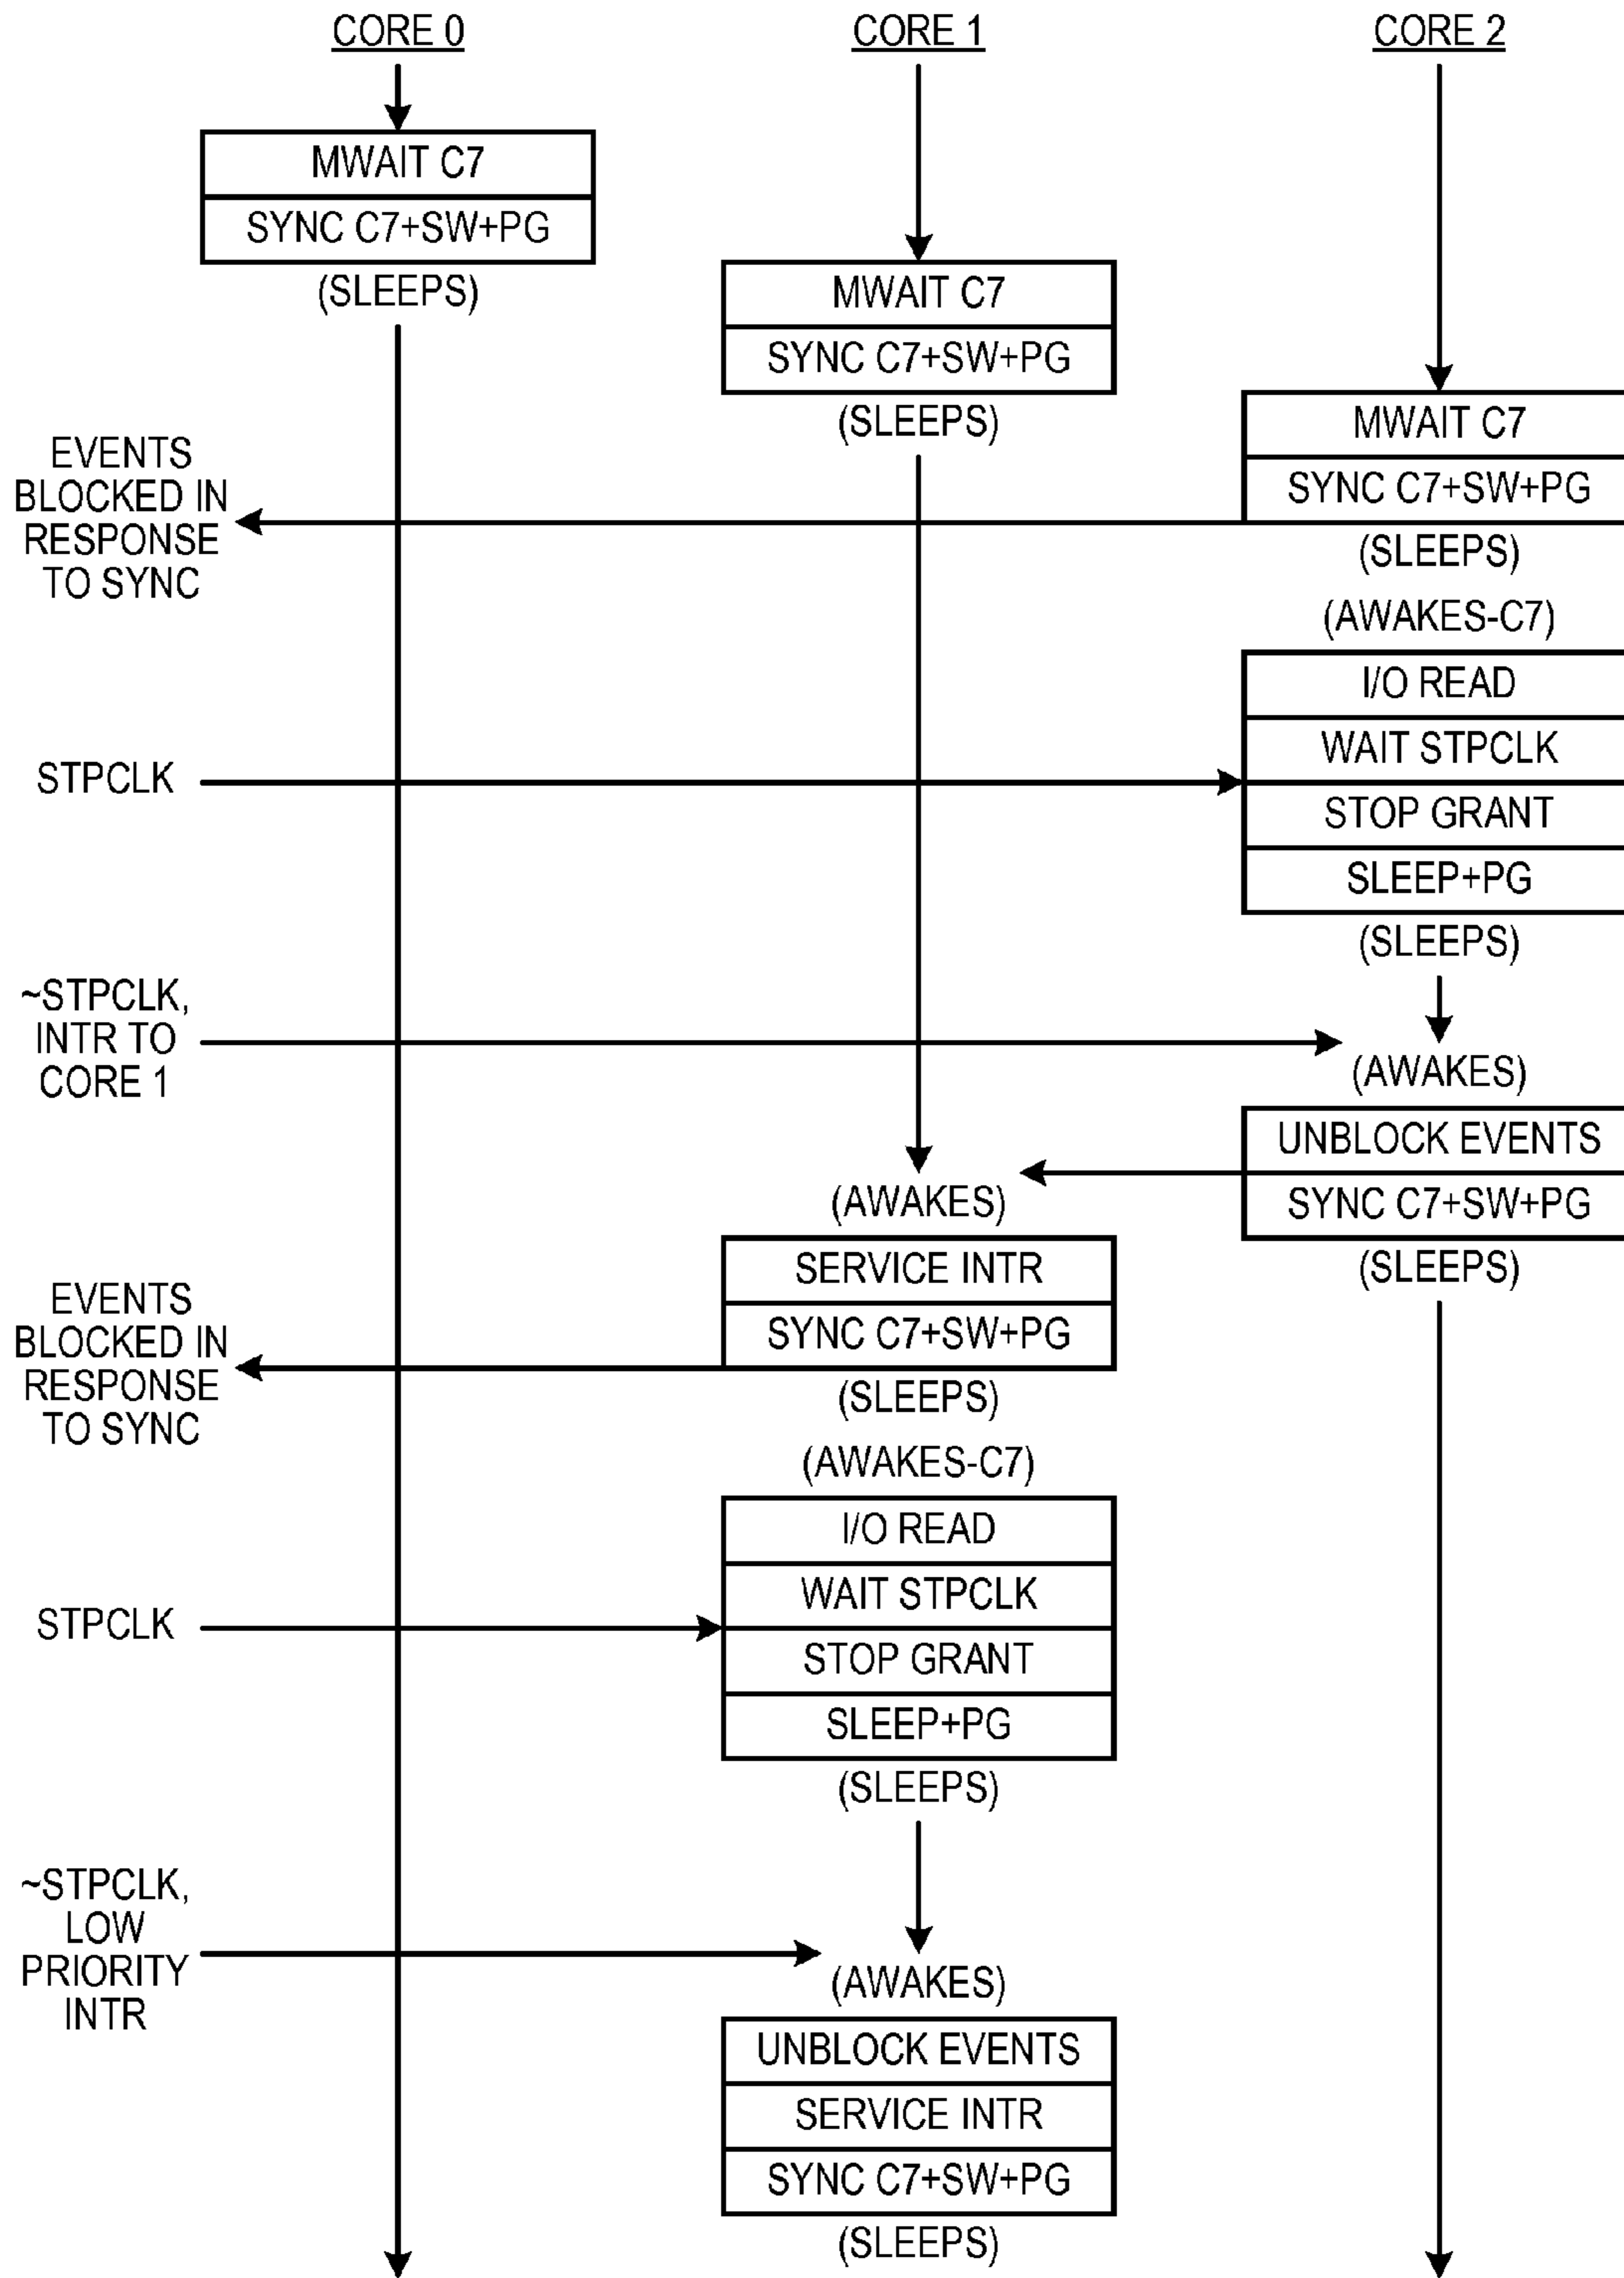 CORE 0
CORE 1
CORE 2
MWAIT C7
SYNC C7+SW+PG
(SLEEPS)
MWAIT C7
SYNC C7+SW+PG
(SLEEPS)
MWAIT C7
SYNC C7+SW+PG
(SLEEPS)
EVENTS
BLOCKED IN
RESPONSE
TO SYNC
(AWAKES-C7)
I/O READ
WAIT STPCLK
STPCLK
STOP GRANT
SLEEP+PG
(SLEEPS)
~STPCLK,
INTR TO
CORE 1
(AWAKES)
UNBLOCK EVENTS
SYNC C7+SW+PG
(SLEEPS)
(AWAKES)
SERVICE INTR
SYNC C7+SW+PG
(SLEEPS)
EVENTS
BLOCKED IN
RESPONSE
TO SYNC
(AWAKES-C7)
I/O READ
WAIT STPCLK
STPCLK
STOP GRANT
SLEEP+PG
(SLEEPS)
~STPCLK,
LOW
PRIORITY
INTR
(AWAKES)
UNBLOCK EVENTS
SERVICE INTR
SYNC C7+SW+PG
(SLEEPS)